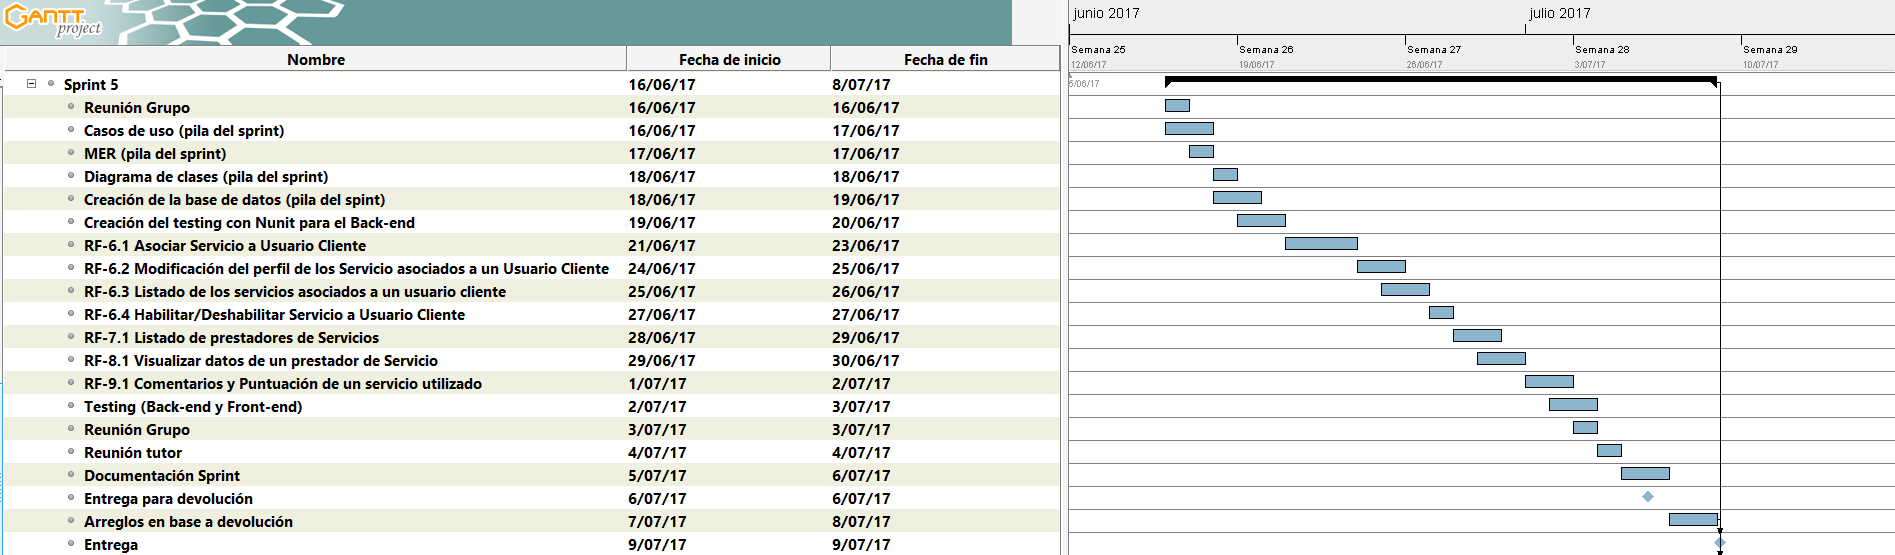 GANTT
project
junio 2017
julio 2017
Semana 25 Semana 26 Semana 27 Semana 28 Semana 29
12/06/17 19/06/17 26/06/17 3/07/17 10/07/17
5/06/17
Nombre Fecha de inicio Fecha de fin
Sprint 5 16/06/17 8/07/17
Reunión Grupo 16/06/17 16/06/17
Casos de uso (pila del sprint) 16/06/17 17/06/17
MER (pila del sprint) 17/06/17 17/06/17
Diagrama de clases (pila del sprint) 18/06/17 18/06/17
Creación de la base de datos (pila del spint) 18/06/17 19/06/17
Creación del testing con Nunit para el Back-end 19/06/17 20/06/17
RF-6.1 Asociar Servicio a Usuario Cliente 21/06/17 23/06/17
RF-6.2 Modificación del perfil de los Servicio asociados a un Usuario Cliente 24/06/17 25/06/17
RF-6.3 Listado de los servicios asociados a un usuario cliente 25/06/17 26/06/17
RF-6.4 Habilitar/Deshabilitar Servicio a Usuario Cliente 27/06/17 27/06/17
RF-7.1 Listado de prestadores de Servicios 28/06/17 29/06/17
RF-8.1 Visualizar datos de un prestador de Servicio 29/06/17 30/06/17
RF-9.1 Comentarios y Puntuación de un servicio utilizado 1/07/17 2/07/17
Testing (Back-end y Front-end) 2/07/17 3/07/17
Reunión Grupo 3/07/17 3/07/17
Reunión tutor 4/07/17 4/07/17
Documentación Sprint 5/07/17 6/07/17
Entrega para devolución 6/07/17 6/07/17
Arreglos en base a devolución 7/07/17 8/07/17
Entrega 9/07/17 9/07/17